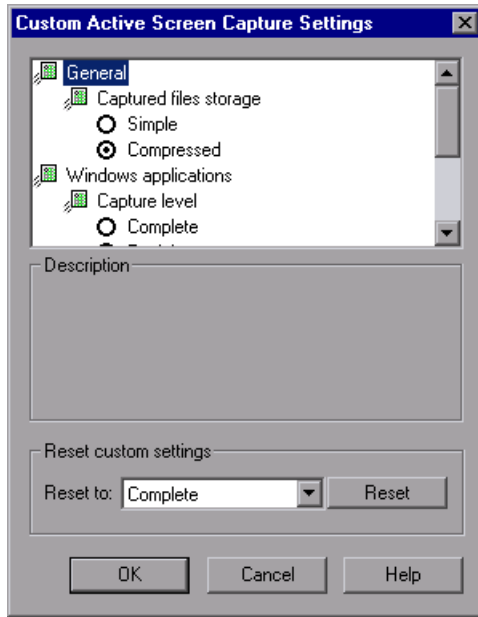 Custom Active Screen Capture Settings
General
Captured files storage
Simple
Compressed
Windows applications
Capture level
Complete
Description
Reset custom settings
Reset to: Complete Reset
OK Cancel Help